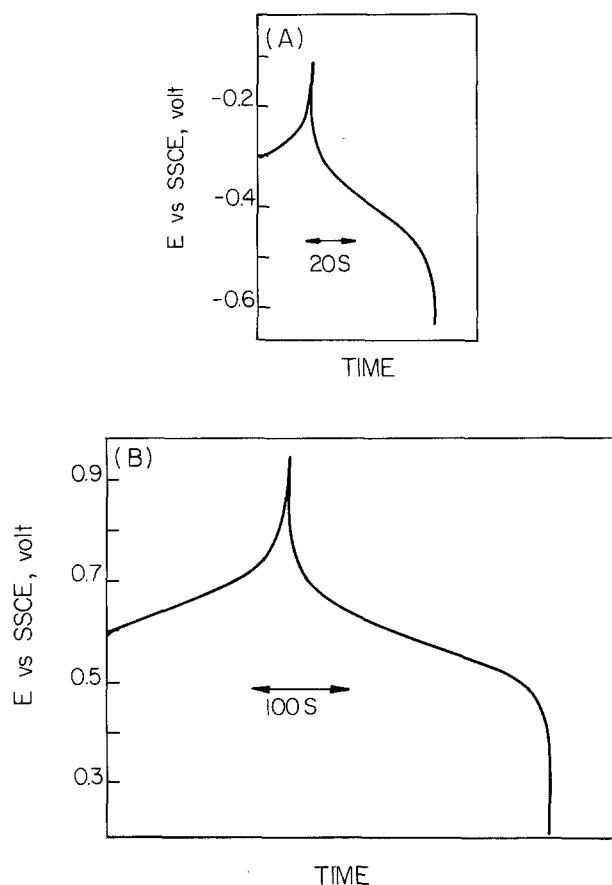 (A)
-0.2
-0.4
-0.6
E vs SSCE, volt
20S
TIME
(B)
0.9
0.7
0.5
0.3
E vs SSCE, volt
100S
TIME